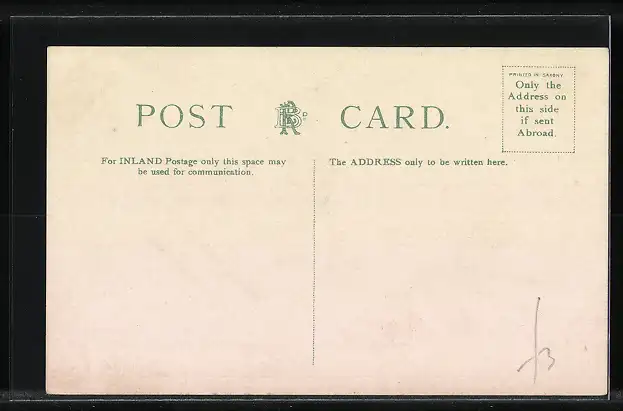 POST CARD.
PRINTED IN SAXONY
Only the
Address on
this side
if sent
Abroad.
For INLAND Postage only this space may
be used for communication.
The ADDRESS only to be written here.